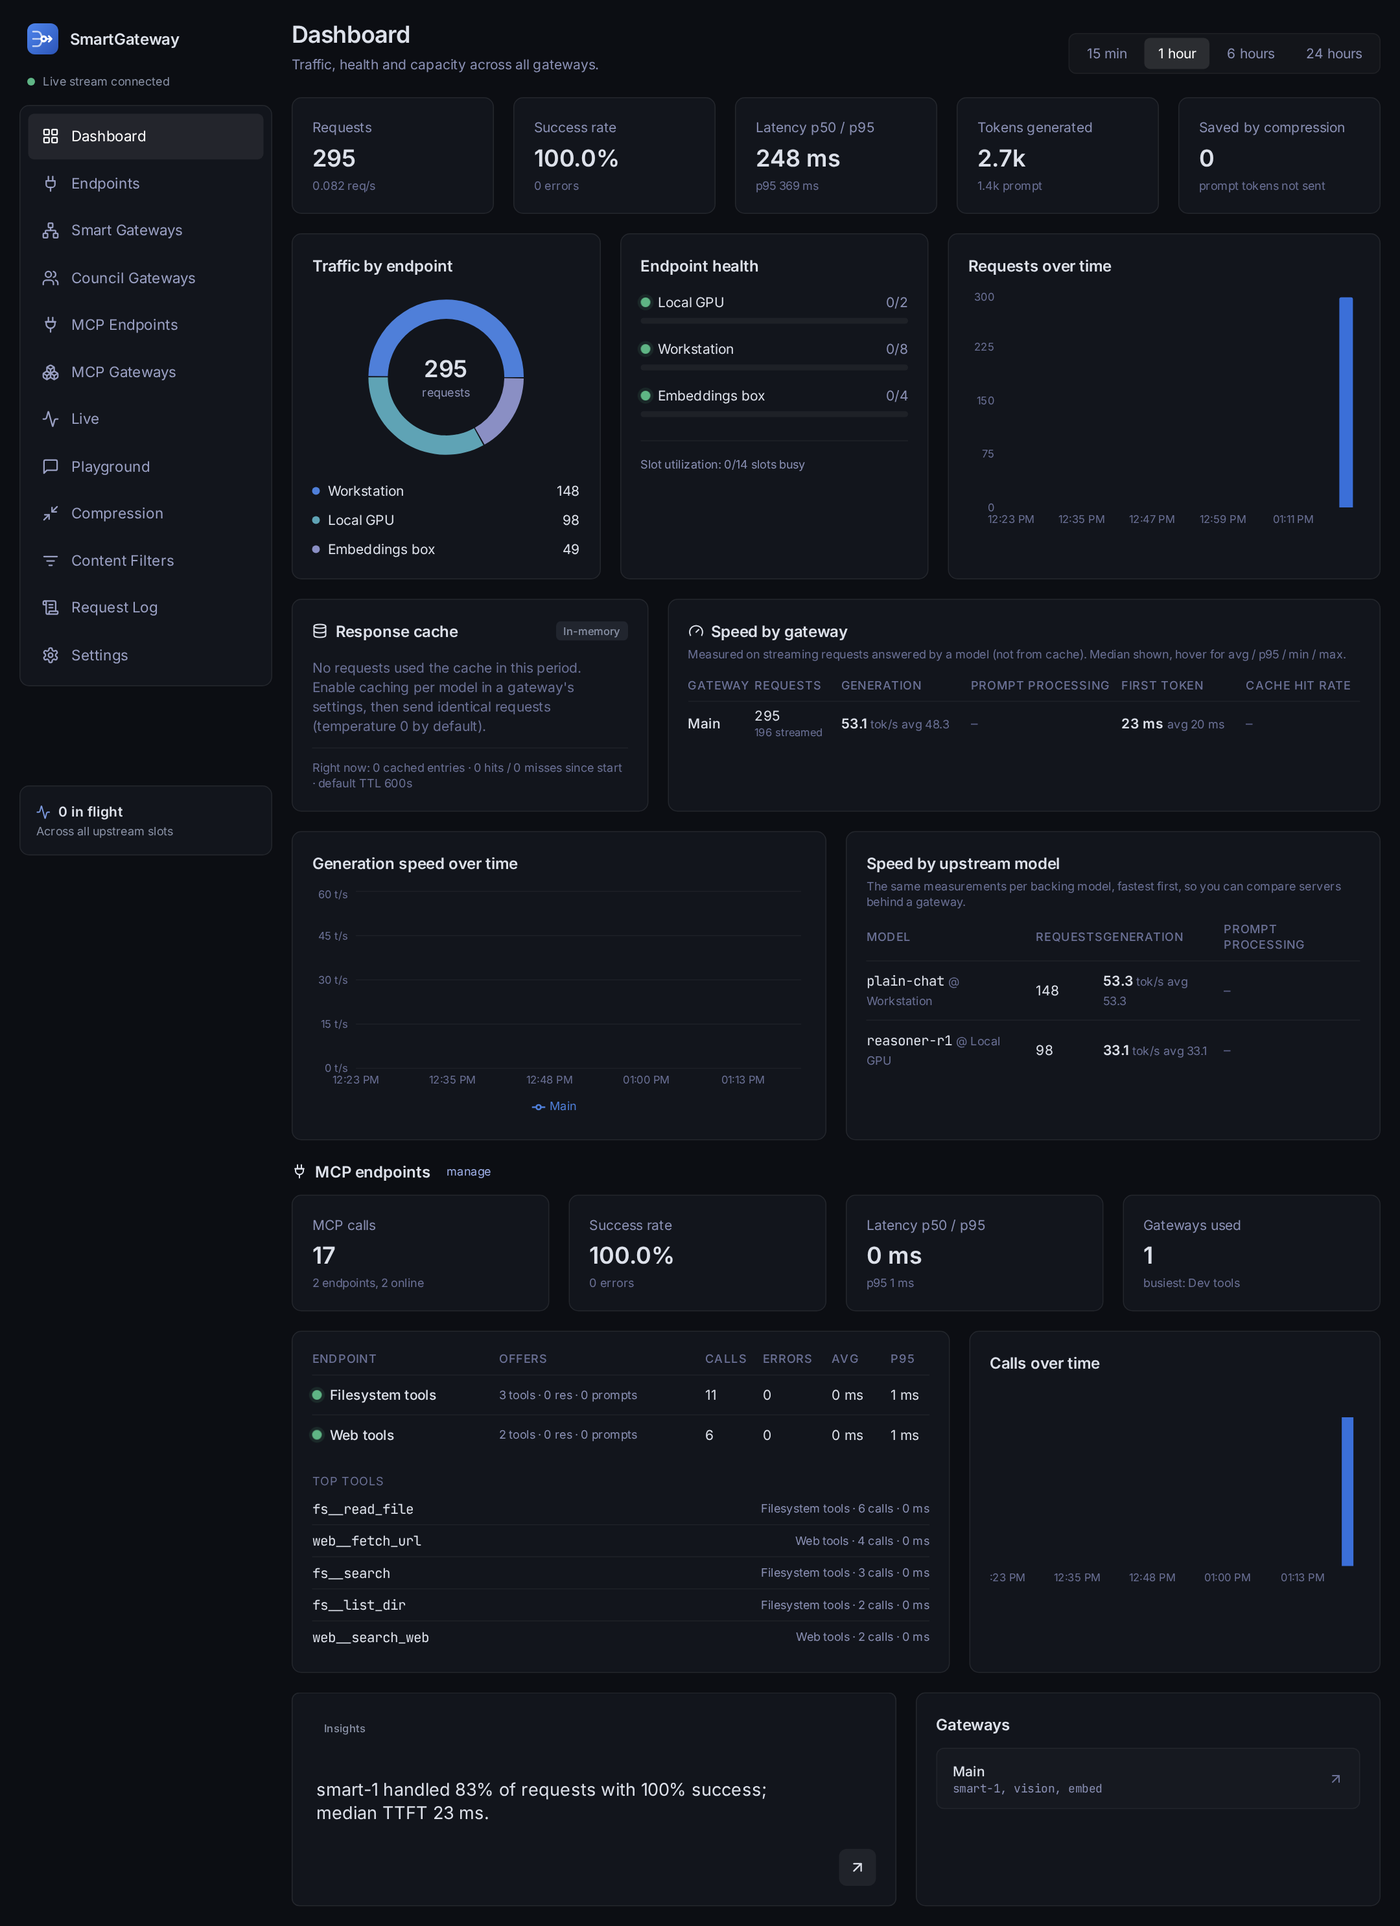 SmartGateway
Live stream connected
Dashboard
Endpoints
Smart Gateways
Council Gateways
MCP Endpoints
MCP Gateways
Live
Playground
Compression
Content Filters
Request Log
Settings
0 in flight
Across all upstream slots
Dashboard
Traffic, health and capacity across all gateways.
15 min 1 hour 6 hours 24 hours
Requests
295
0.082 req/s
Success rate
100.0%
0 errors
Latency p50 / p95
248 ms
p95 369 ms
Tokens generated
2.7k
1.4k prompt
Saved by compression
0
prompt tokens not sent
Traffic by endpoint
295
requests
Workstation 148
Local GPU 98
Embeddings box 49
Endpoint health
Local GPU 0/2
Workstation 0/8
Embeddings box 0/4
Slot utilization: 0/14 slots busy
Requests over time
300
225
150
75
0
12:23 PM 12:35 PM 12:47 PM 12:59 PM 01:11 PM
Response cache In-memory
No requests used the cache in this period.
Enable caching per model in a gateway's
settings, then send identical requests
(temperature 0 by default).
Right now: 0 cached entries · 0 hits / 0 misses since start
· default TTL 600s
Speed by gateway
Measured on streaming requests answered by a model (not from cache). Median shown, hover for avg / p95 / min / max.
GATEWAY REQUESTS GENERATION PROMPT PROCESSING FIRST TOKEN CACHE HIT RATE
Main 295 53.1 tok/s avg 48.3 – 23 ms avg 20 ms –
196 streamed
Generation speed over time
60 t/s
45 t/s
30 t/s
15 t/s
0 t/s
12:23 PM 12:35 PM 12:48 PM 01:00 PM 01:13 PM
Main
Speed by upstream model
The same measurements per backing model, fastest first, so you can compare servers
behind a gateway.
MODEL REQUESTS GENERATION PROMPT
PROCESSING
plain-chat @ 148 53.3 tok/s avg –
Workstation 53.3
reasoner-r1 @ Local 98 33.1 tok/s avg 33.1 –
GPU
MCP endpoints manage
MCP calls
17
2 endpoints, 2 online
Success rate
100.0%
0 errors
Latency p50 / p95
0 ms
p95 1 ms
Gateways used
1
busiest: Dev tools
ENDPOINT OFFERS CALLS ERRORS AVG P95
Filesystem tools 3 tools · 0 res · 0 prompts 11 0 0 ms 1 ms
Web tools 2 tools · 0 res · 0 prompts 6 0 0 ms 1 ms
TOP TOOLS
fs__read_file Filesystem tools · 6 calls · 0 ms
web__fetch_url Web tools · 4 calls · 0 ms
fs__search Filesystem tools · 3 calls · 0 ms
fs__list_dir Filesystem tools · 2 calls · 0 ms
web__search_web Web tools · 2 calls · 0 ms
Calls over time
:23 PM 12:35 PM 12:48 PM 01:00 PM 01:13 PM
Insights
smart-1 handled 83% of requests with 100% success;
median TTFT 23 ms.
Gateways
Main
smart-1, vision, embed